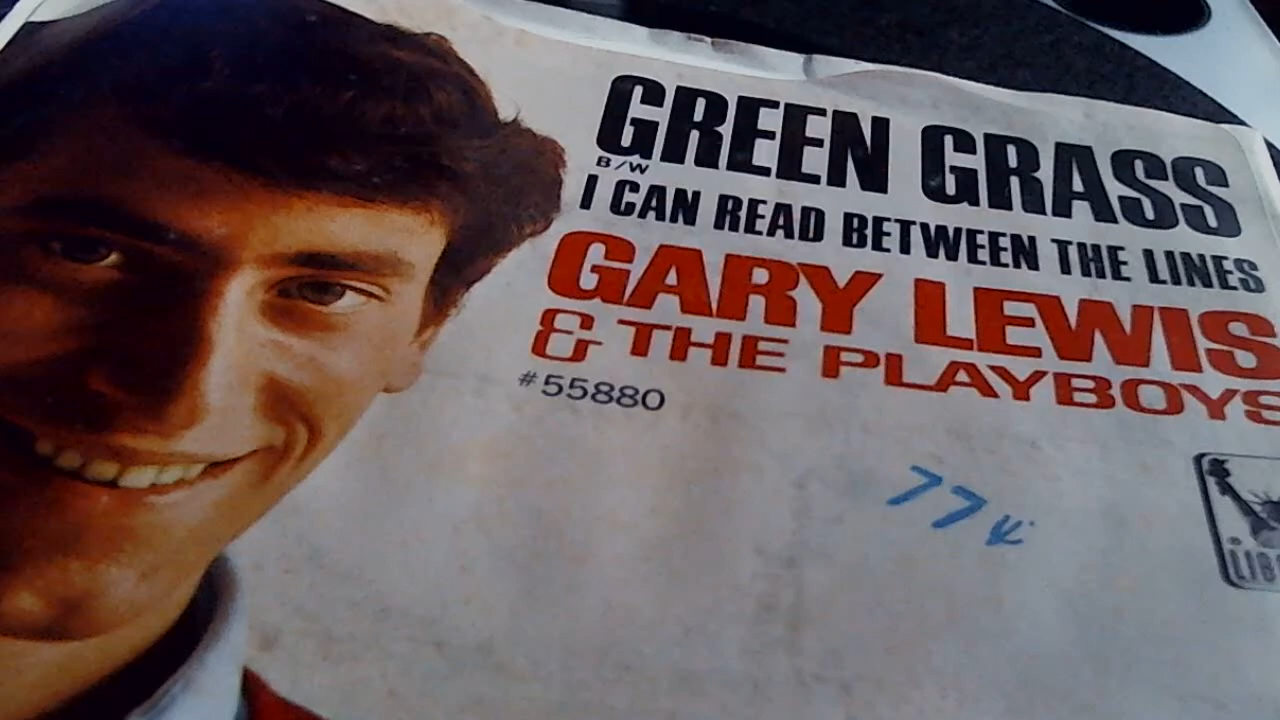 GREEN GRASS
B/W
I CAN READ BETWEEN THE LINES
GARY LEWIS
& THE PLAYBOYS
#55880
77¢